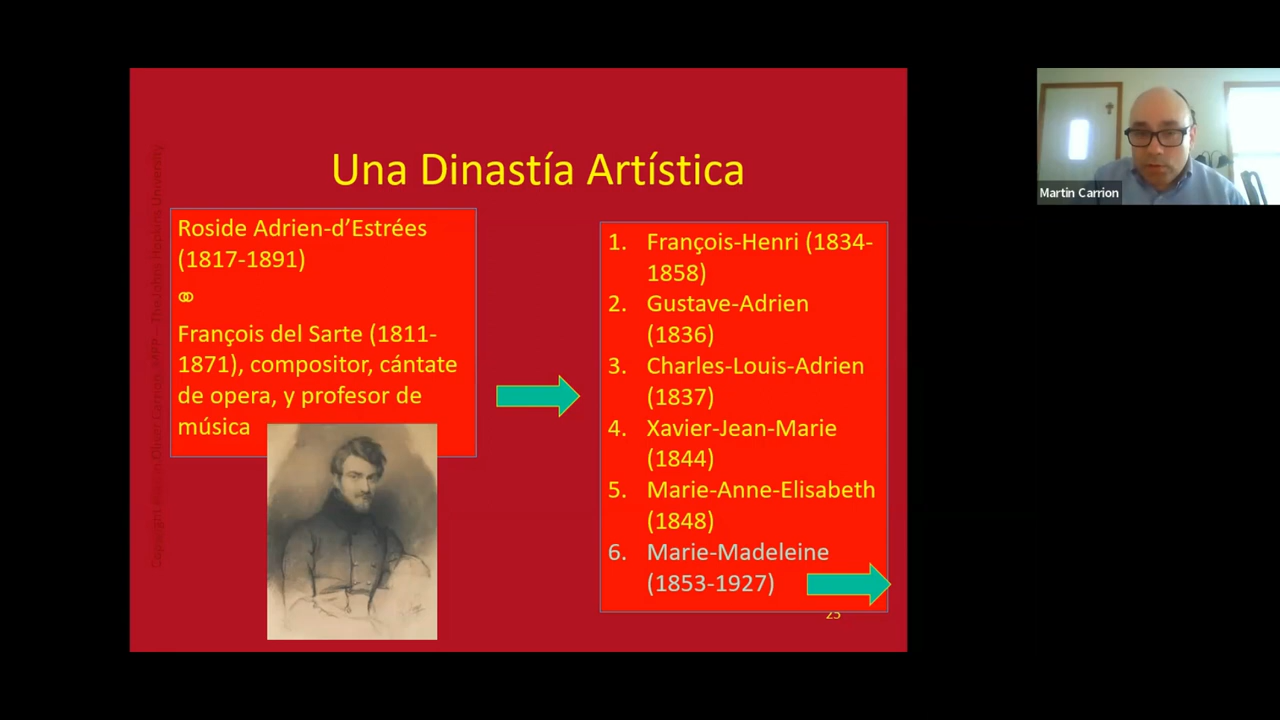 Una Dinastía Artística
Roside Adrien-d’Estrées
(1817-1891)
⚭
François del Sarte (1811-
1871), compositor, cántate
de opera, y profesor de
música
1. François-Henri (1834-
1858)
2. Gustave-Adrien
(1836)
3. Charles-Louis-Adrien
(1837)
4. Xavier-Jean-Marie
(1844)
5. Marie-Anne-Elisabeth
(1848)
6. Marie-Madeleine
(1853-1927)
25
Martin Carrion